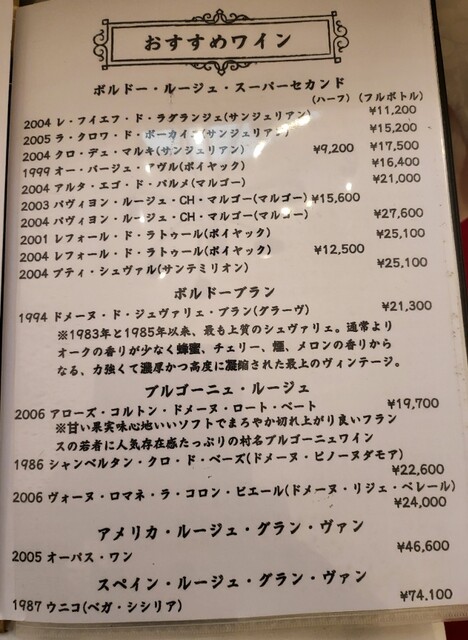 おすすめワイン
ボルドー・ルージュ・スーパーセカンド
(ハーフ) (フルボトル)
2004 レ・フィエフ・ド・ラグランジェ(サンジュリアン) ¥11,200
2005 ラ・クロワ・ド・ボーカイユ(サンジュリアン) ¥15,200
2004 クロ・デュ・マルキ(サンジュリアン) ¥9,200 ¥17,500
1999 オー・バージュ・アヴル(ポイヤック) ¥16,400
2004 アルタ・エゴ・ド・パルメ(マルゴー) ¥21,000
2003 パヴィヨン・ルージュ・CH・マルゴー(マルゴー) ¥15,600
2004 パヴィヨン・ルージュ・CH・マルゴー(マルゴー) ¥27,600
2001 レフォール・ド・ラトゥール(ポイヤック) ¥25,100
2004 レフォール・ド・ラトゥール(ポイヤック) ¥12,500
2004 プティ・シュヴァル(サンテミリオン) ¥25,100
ボルドーブラン
1994 ドメーヌ・ド・ジュヴァリェ・ブラン(グラーヴ) ¥21,300
※1983年と1985年以来、最も上質のシュヴァリェ。通常より
オークの香りが少なく蜂蜜、チェリー、煙、メロンの香りから
なる、力強くて濃厚かつ高度に凝縮された最上のヴィンテージ。
ブルゴーニュ・ルージュ
2006 アローズ・コルトン・ドメーヌ・ロート・ベート ¥19,700
※甘い果実味心地いいソフトでまろやか切れ上がり良いフラン
スの若者に人気存在感たっぷりの村名ブルゴーニュワイン
1986 シャンベルタン・クロ・ド・ベーズ(ドメーヌ・ピノーヌダモア)
¥22,600
2006 ヴォーヌ・ロマネ・ラ・コロン・ビエール(ドメーヌ・リジェ・ベレール)
¥24,000
アメリカ・ルージュ・グラン・ヴァン
2005 オーパス・ワン ¥46,600
スペイン・ルージュ・グラン・ヴァン
1987 ウニコ(ベガ・シシリア) ¥74,100